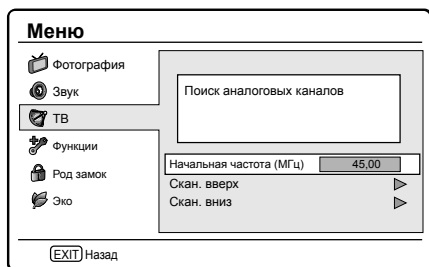 Меню
Фотография
Звук
ТВ
Функции
Род замок
Эко
Поиск аналоговых каналов
Начальная частота (МГц) 45,00
Скан. вверх
Скан. вниз
EXIT Назад